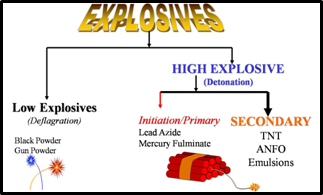 EXPLOSIVES
HIGH EXPLOSIVE
(Detonation)
Low Explosives
(Deflagration)
Black Powder
Gun Powder
Initiation/Primary
Lead Azide
Mercury Fulminate
SECONDARY
TNT
ANFO
Emulsions